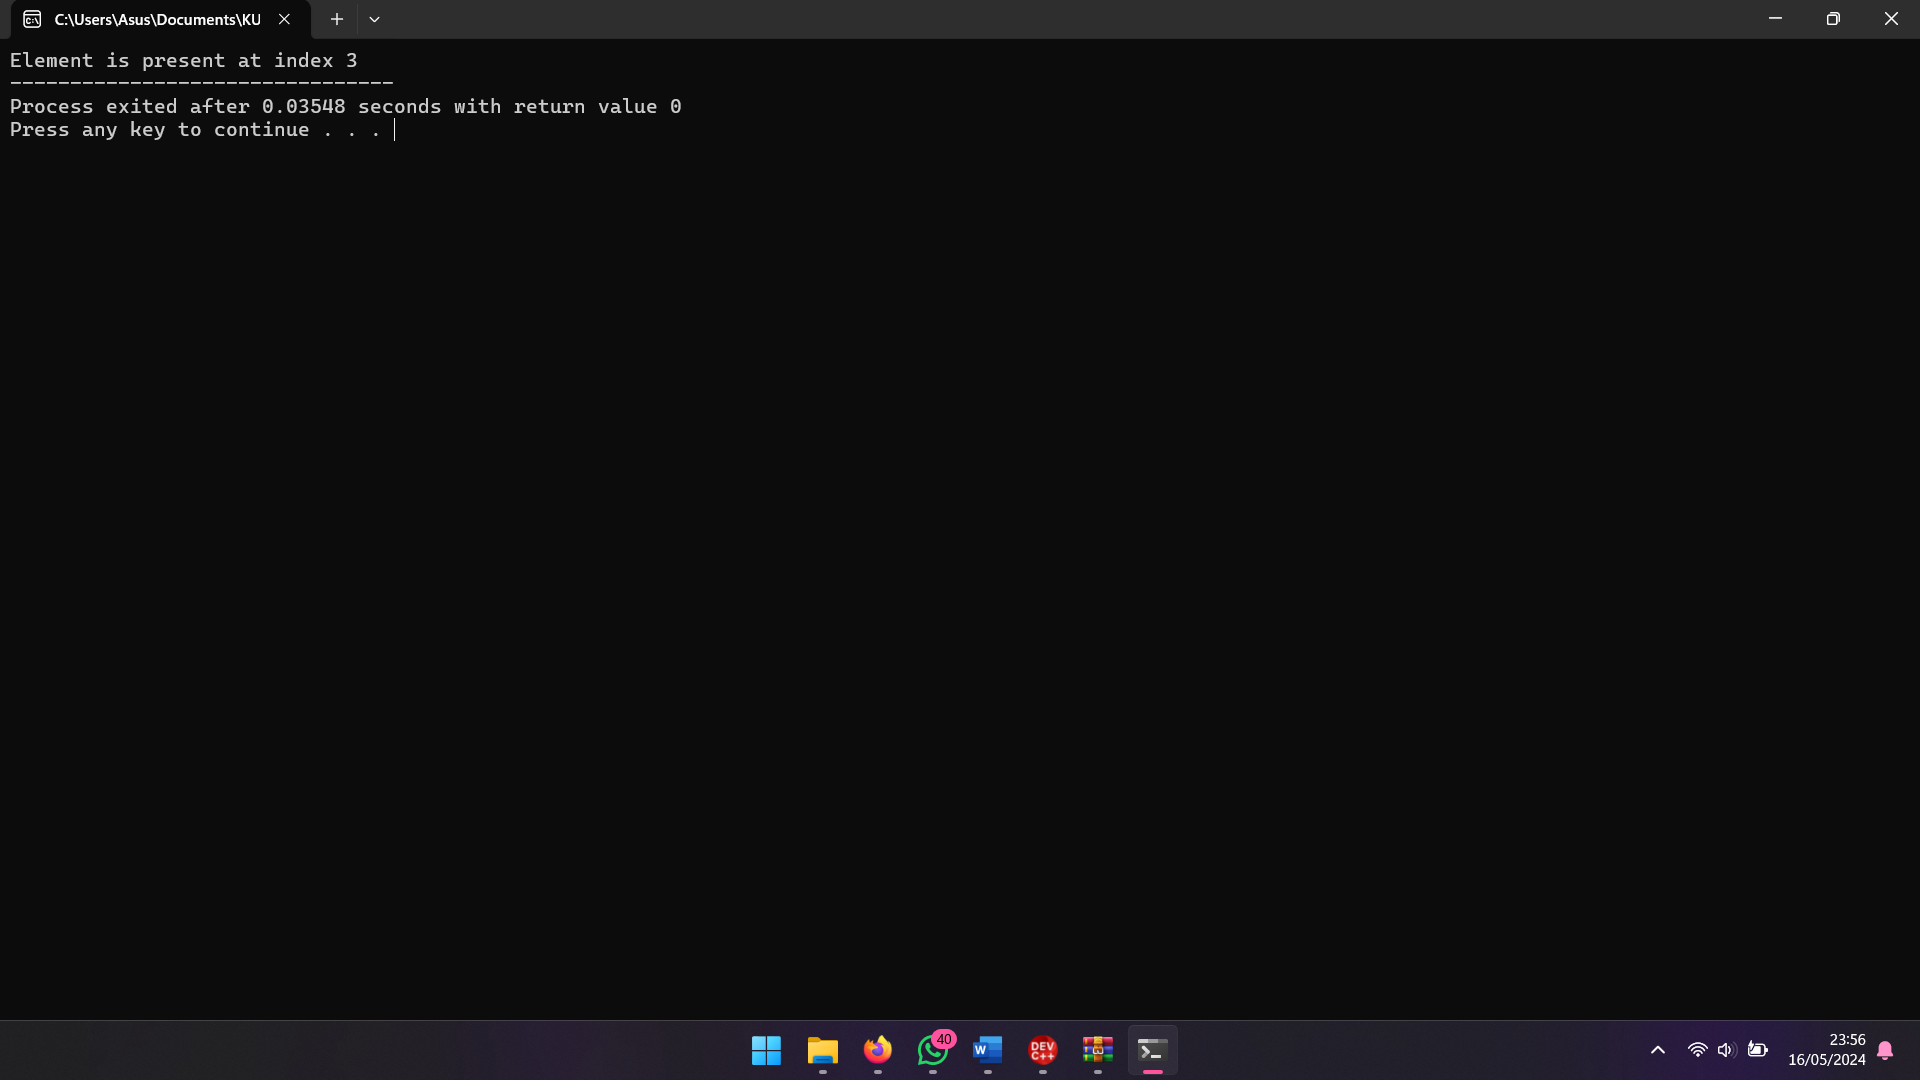 C:\Users\Asus\Documents\KU
Element is present at index 3
--------------------------------
Process exited after 0.03548 seconds with return value 0
Press any key to continue . . .
40
W
DEV
C++
23:56
16/05/2024